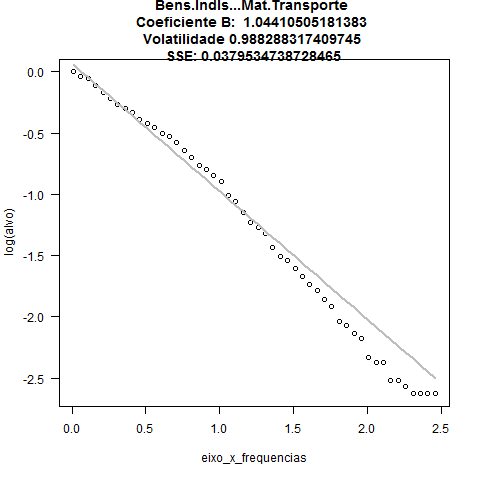 Bens.Indis...Mat.Transporte
Coeficiente B:  1.04410505181383
Volatilidade 0.988288317409745
SSE: 0.0379534738728465
0.0
-0.5
-1.0
-1.5
-2.0
-2.5
log(alvo)
0.0 0.5 1.0 1.5 2.0 2.5
eixo_x_frequencias